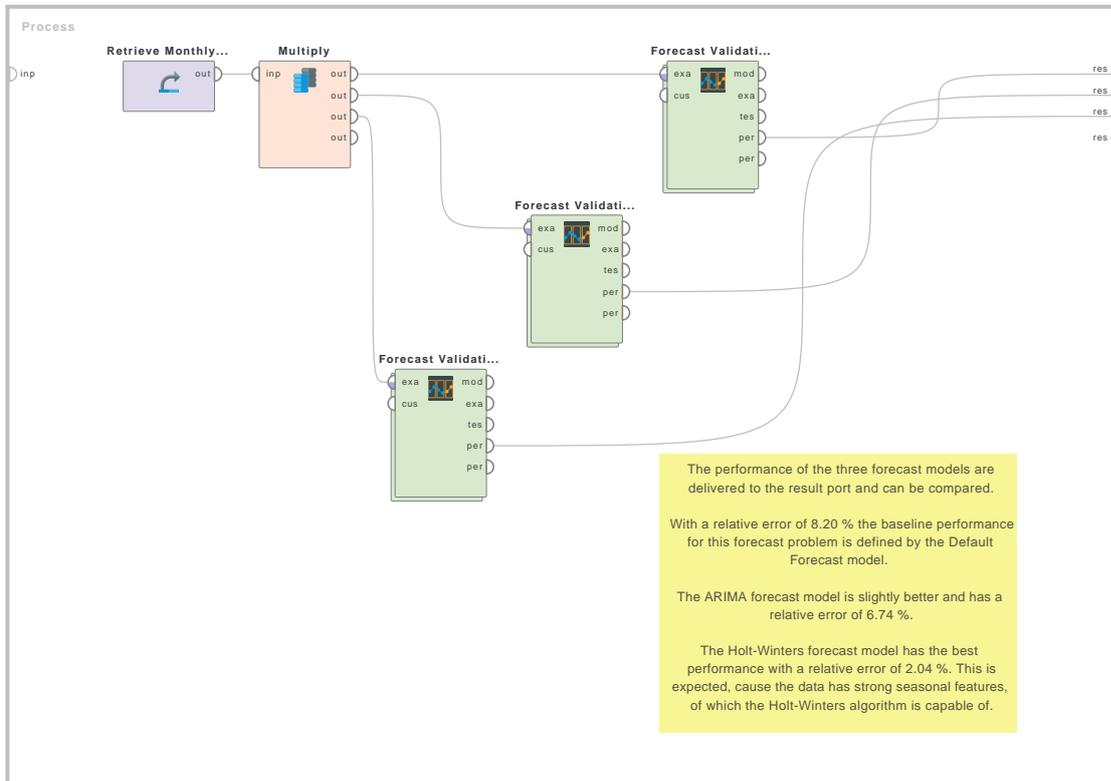 Process
inp
Retrieve Monthly...
out
Multiply
inp out
out
out
out
Forecast Validati...
exa mod
cus exa
tes
per
per
res
res
res
res
Forecast Validati...
exa mod
cus exa
tes
per
per
Forecast Validati...
exa mod
cus exa
tes
per
per
The performance of the three forecast models are
delivered to the result port and can be compared.
With a relative error of 8.20 % the baseline performance
for this forecast problem is defined by the Default
Forecast model.
The ARIMA forecast model is slightly better and has a
relative error of 6.74 %.
The Holt-Winters forecast model has the best
performance with a relative error of 2.04 %. This is
expected, cause the data has strong seasonal features,
of which the Holt-Winters algorithm is capable of.